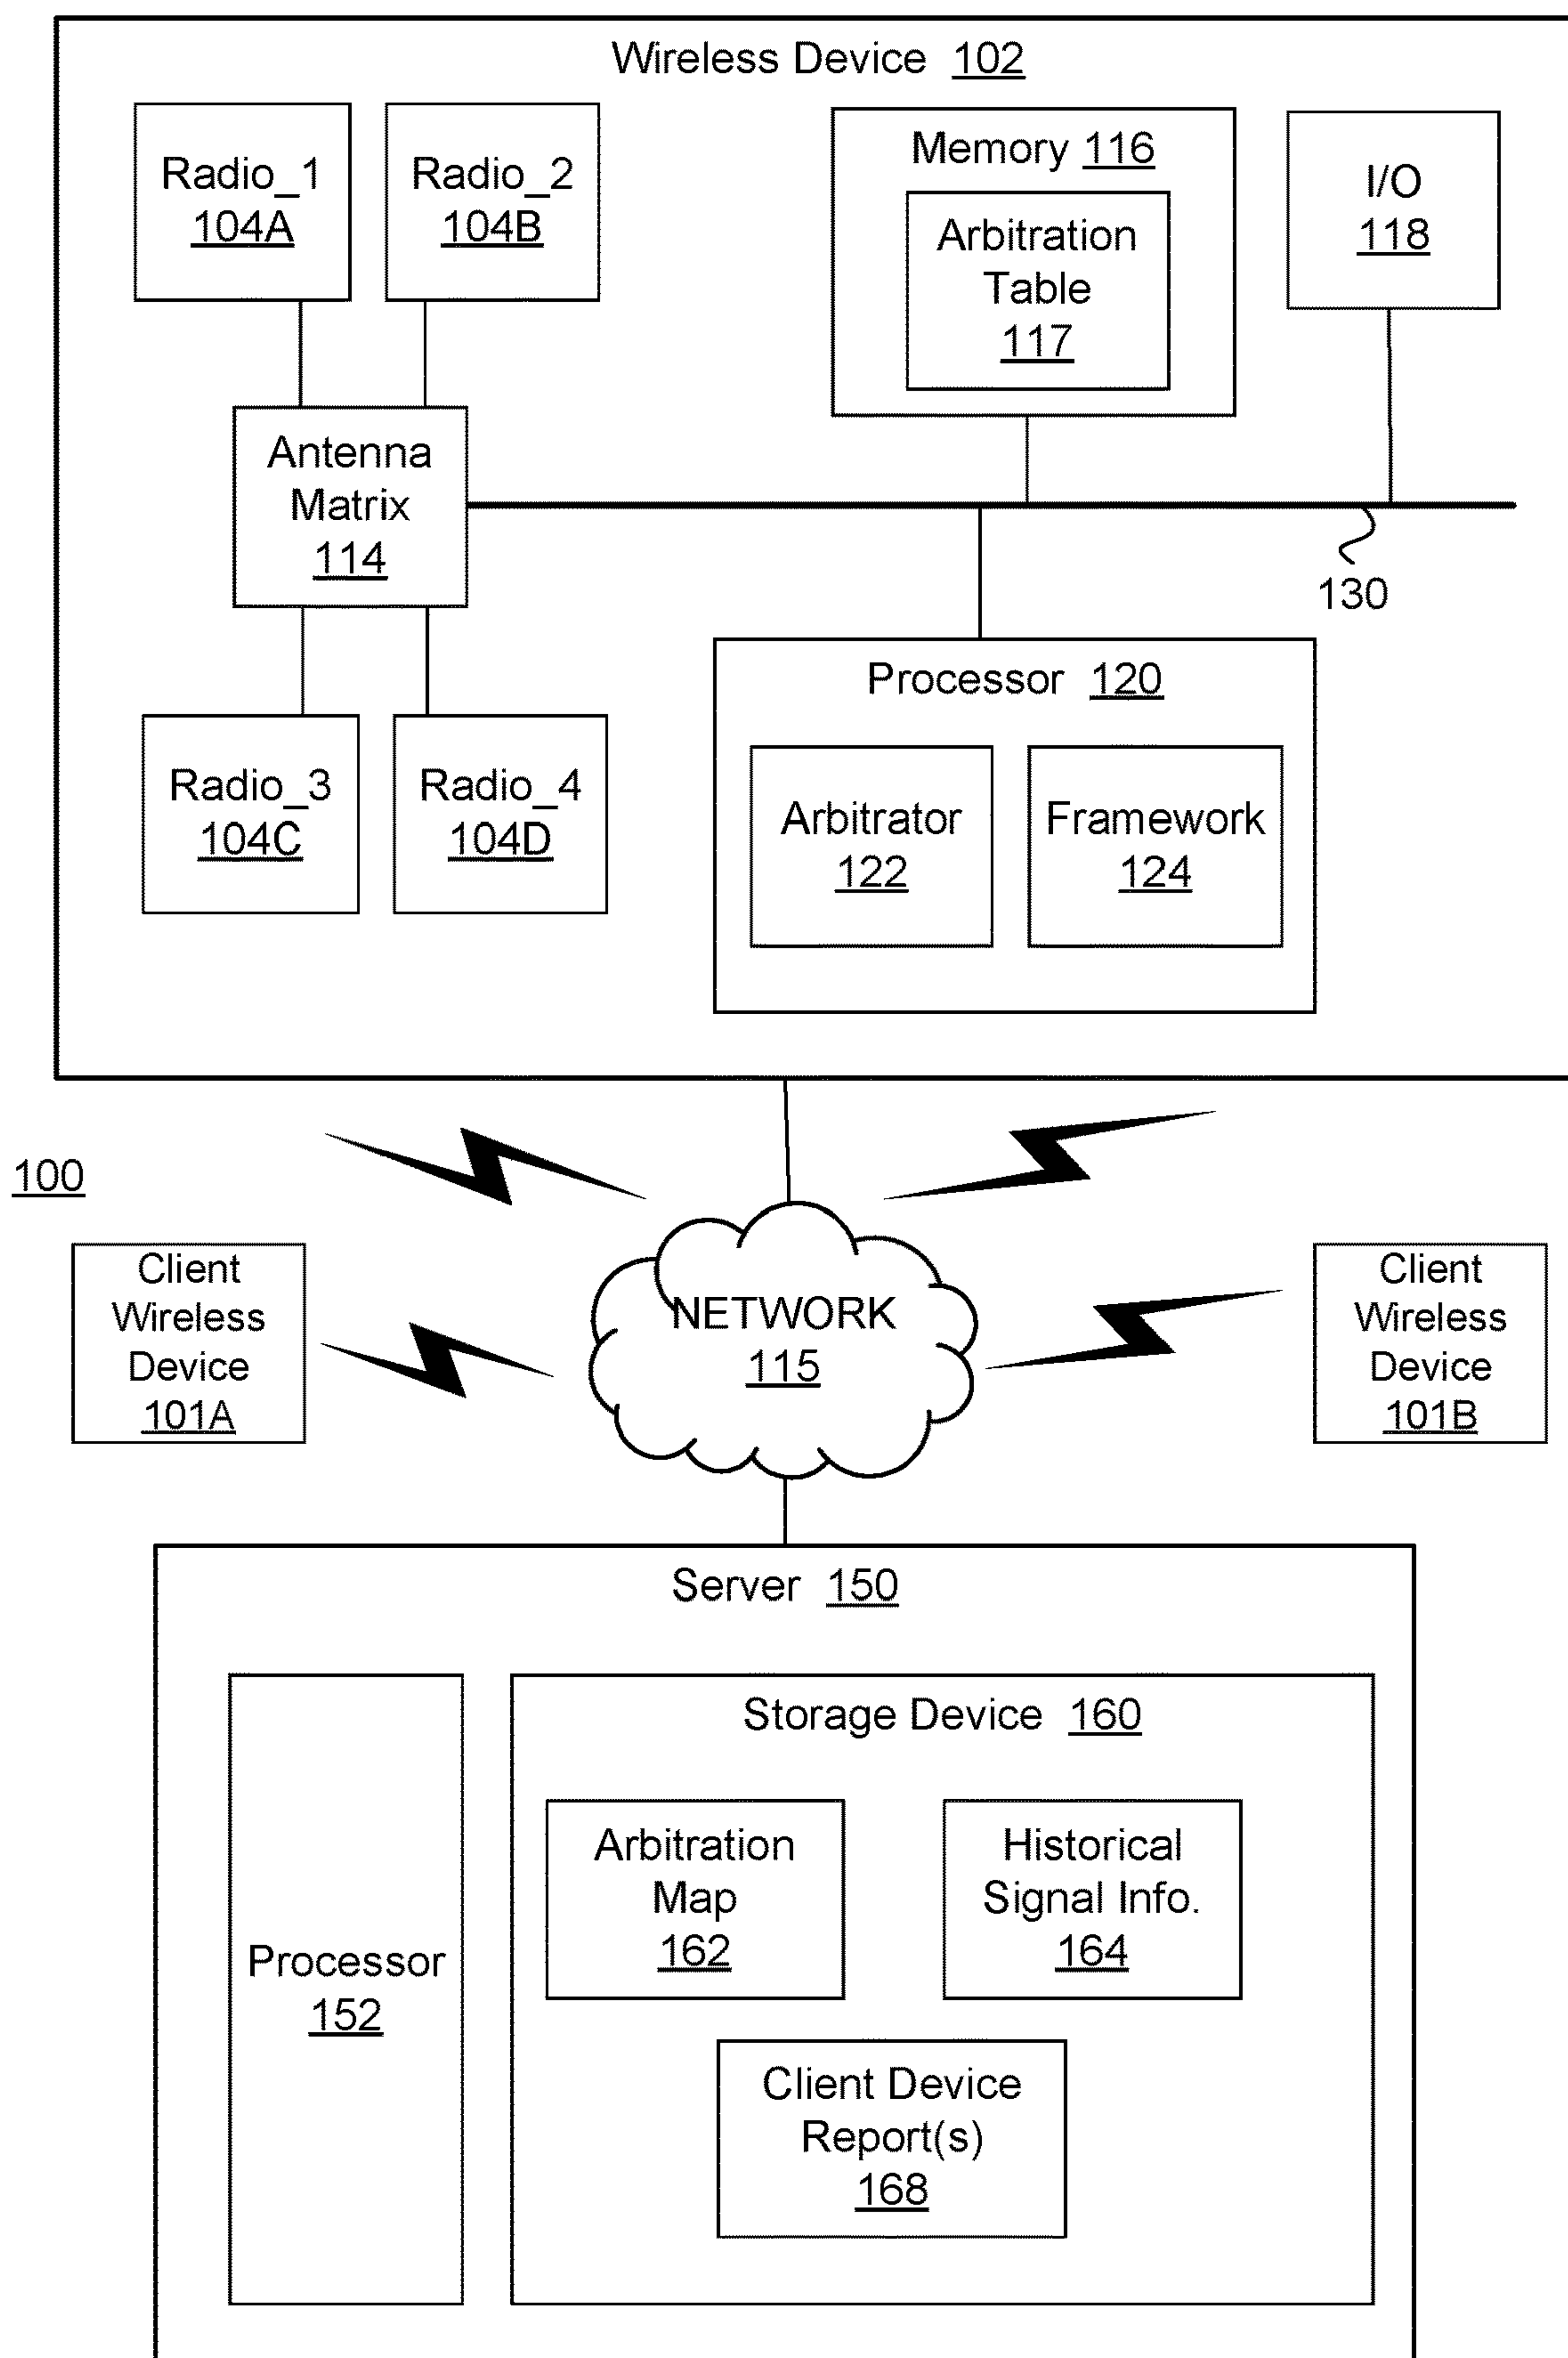 Wireless Device 102
Radio_1
104A
Radio_2
104B
Memory 116
Arbitration
Table
117
I/O
118
Antenna
Matrix
114
130
Radio_3
104C
Radio_4
104D
Processor 120
Arbitrator
122
Framework
124
100
Client
Wireless
Device
101A
NETWORK
115
Client
Wireless
Device
101B
Server 150
Processor
152
Storage Device 160
Arbitration
Map
162
Historical
Signal Info.
164
Client Device
Report(s)
168